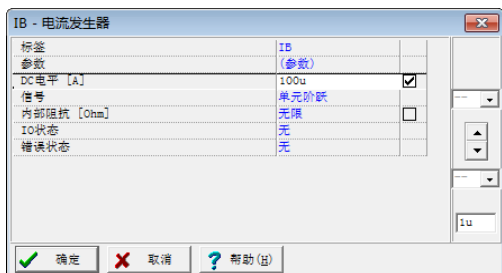 IB - 电流发生器
标签 IB
参数 (参数)
DC电平 [A] 100u
信号 单元阶跃
内部阻抗 [Ohm] 无限
IO状态 无
错误状态 无
--
--
1u
确定 取消 帮助(H)